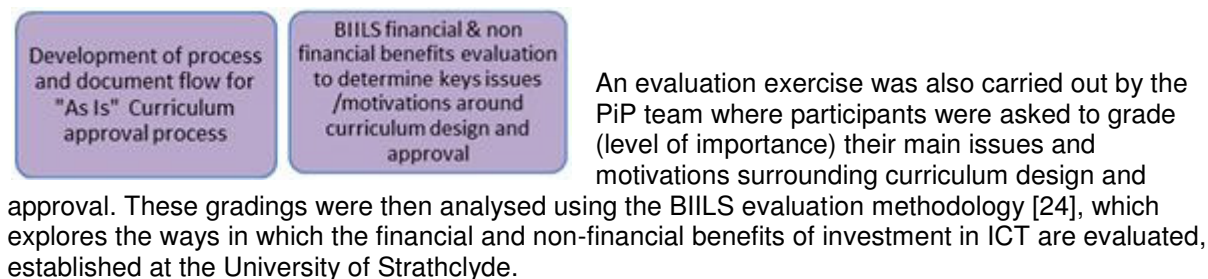 Development of process
and document flow for
"As Is" Curriculum
approval process
BIILS financial & non
financial benefits evaluation
to determine keys issues
/motivations around
curriculum design and
approval
An evaluation exercise was also carried out by the
PiP team where participants were asked to grade
(level of importance) their main issues and
motivations surrounding curriculum design and
approval. These gradings were then analysed using the BIILS evaluation methodology [24], which
explores the ways in which the financial and non-financial benefits of investment in ICT are evaluated,
established at the University of Strathclyde.